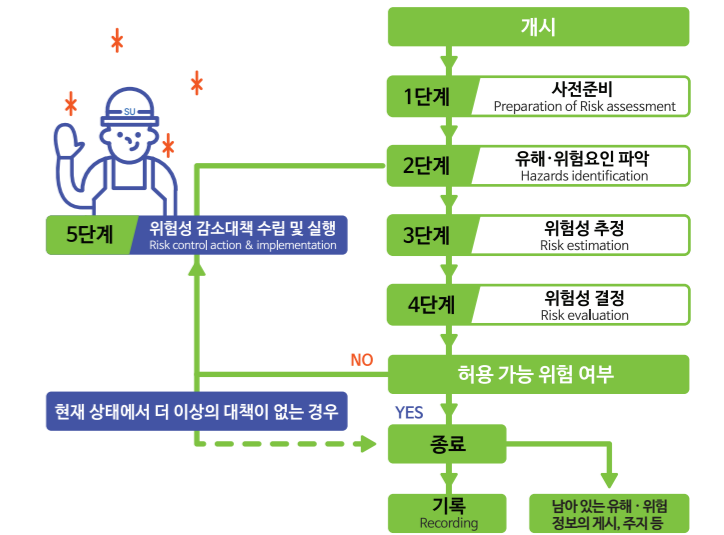 개시
1단계
사전준비
Preparation of Risk assessment
2단계
유해·위험요인 파악
Hazards identification
3단계
위험성 추정
Risk estimation
4단계
위험성 결정
Risk evaluation
SU
5단계
위험성 감소대책 수립 및 실행
Risk control action & implementation
NO
허용 가능 위험 여부
현재 상태에서 더 이상의 대책이 없는 경우
YES
종료
기록
Recording
남아 있는 유해·위험
정보의 게시, 주지 등